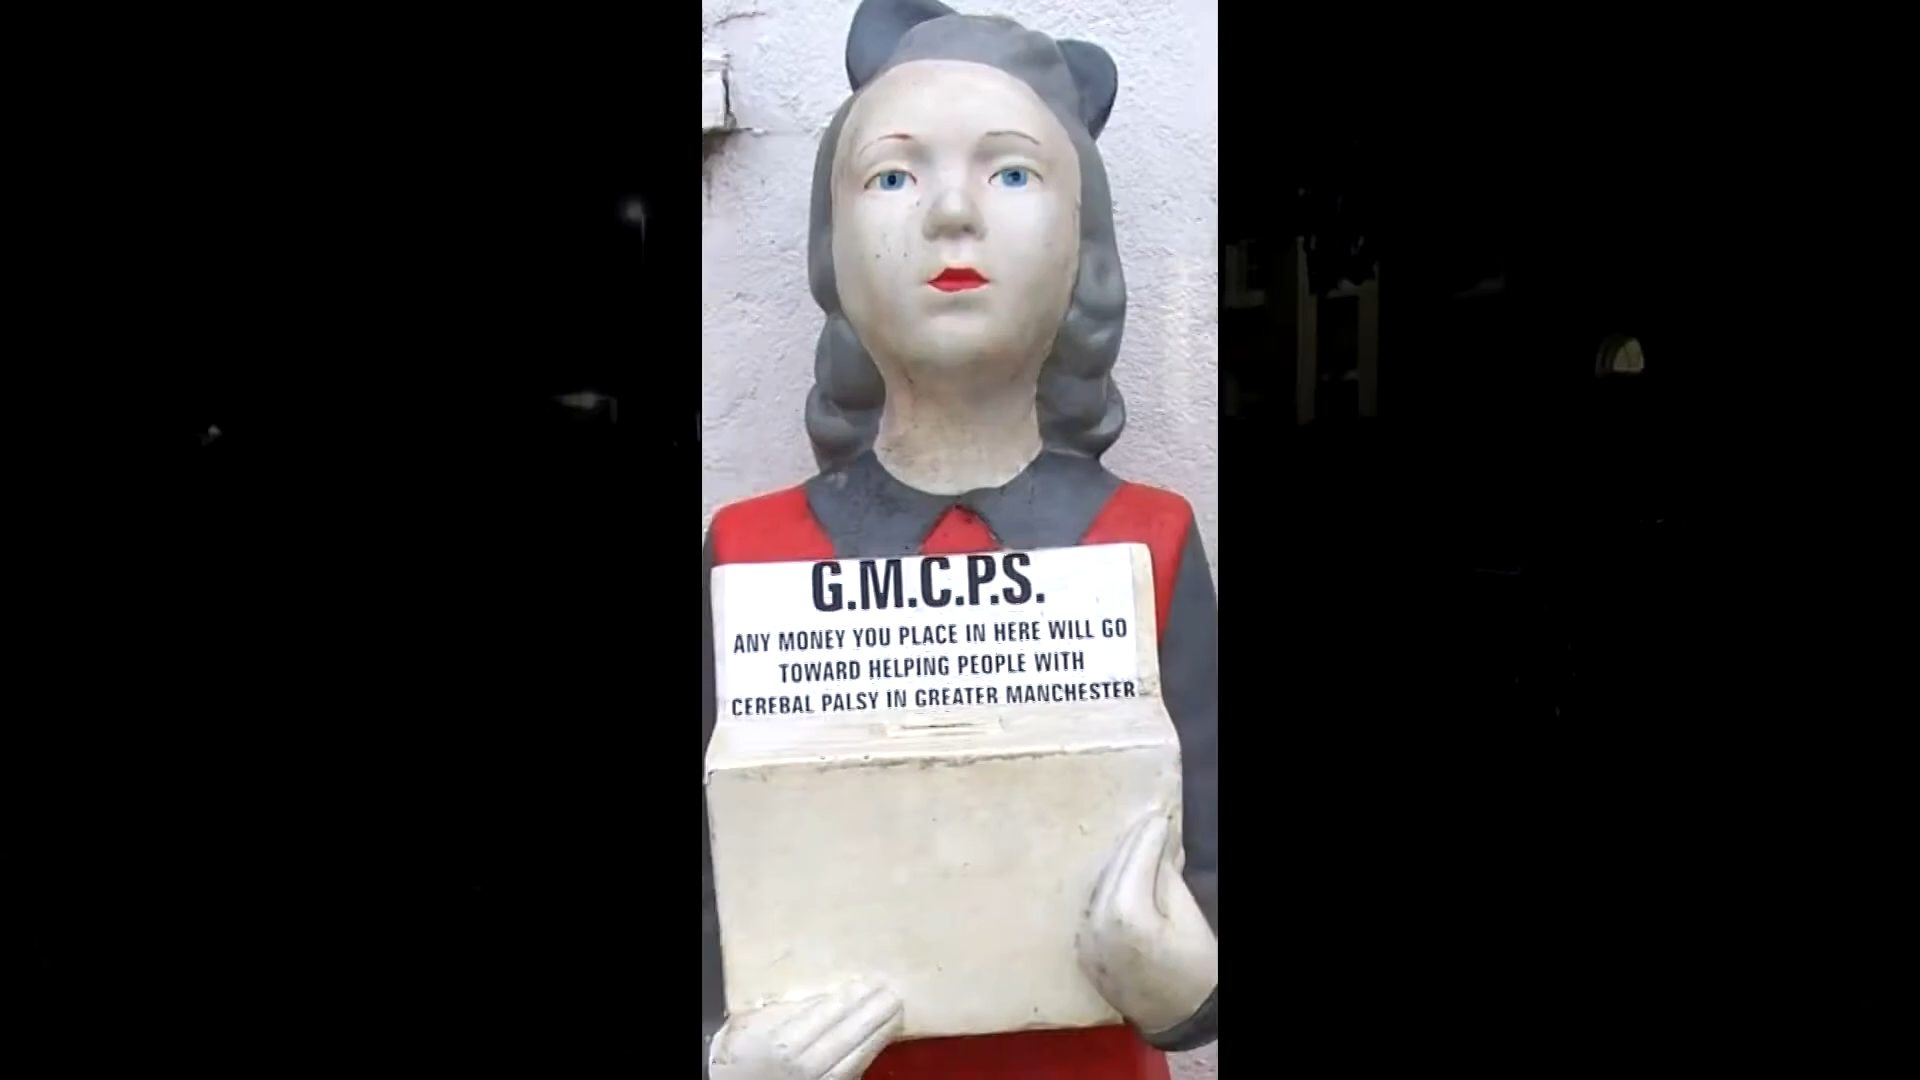 G.M.C.P.S.
ANY MONEY YOU PLACE IN HERE WILL GO
TOWARD HELPING PEOPLE WITH
CEREBAL PALSY IN GREATER MANCHESTER